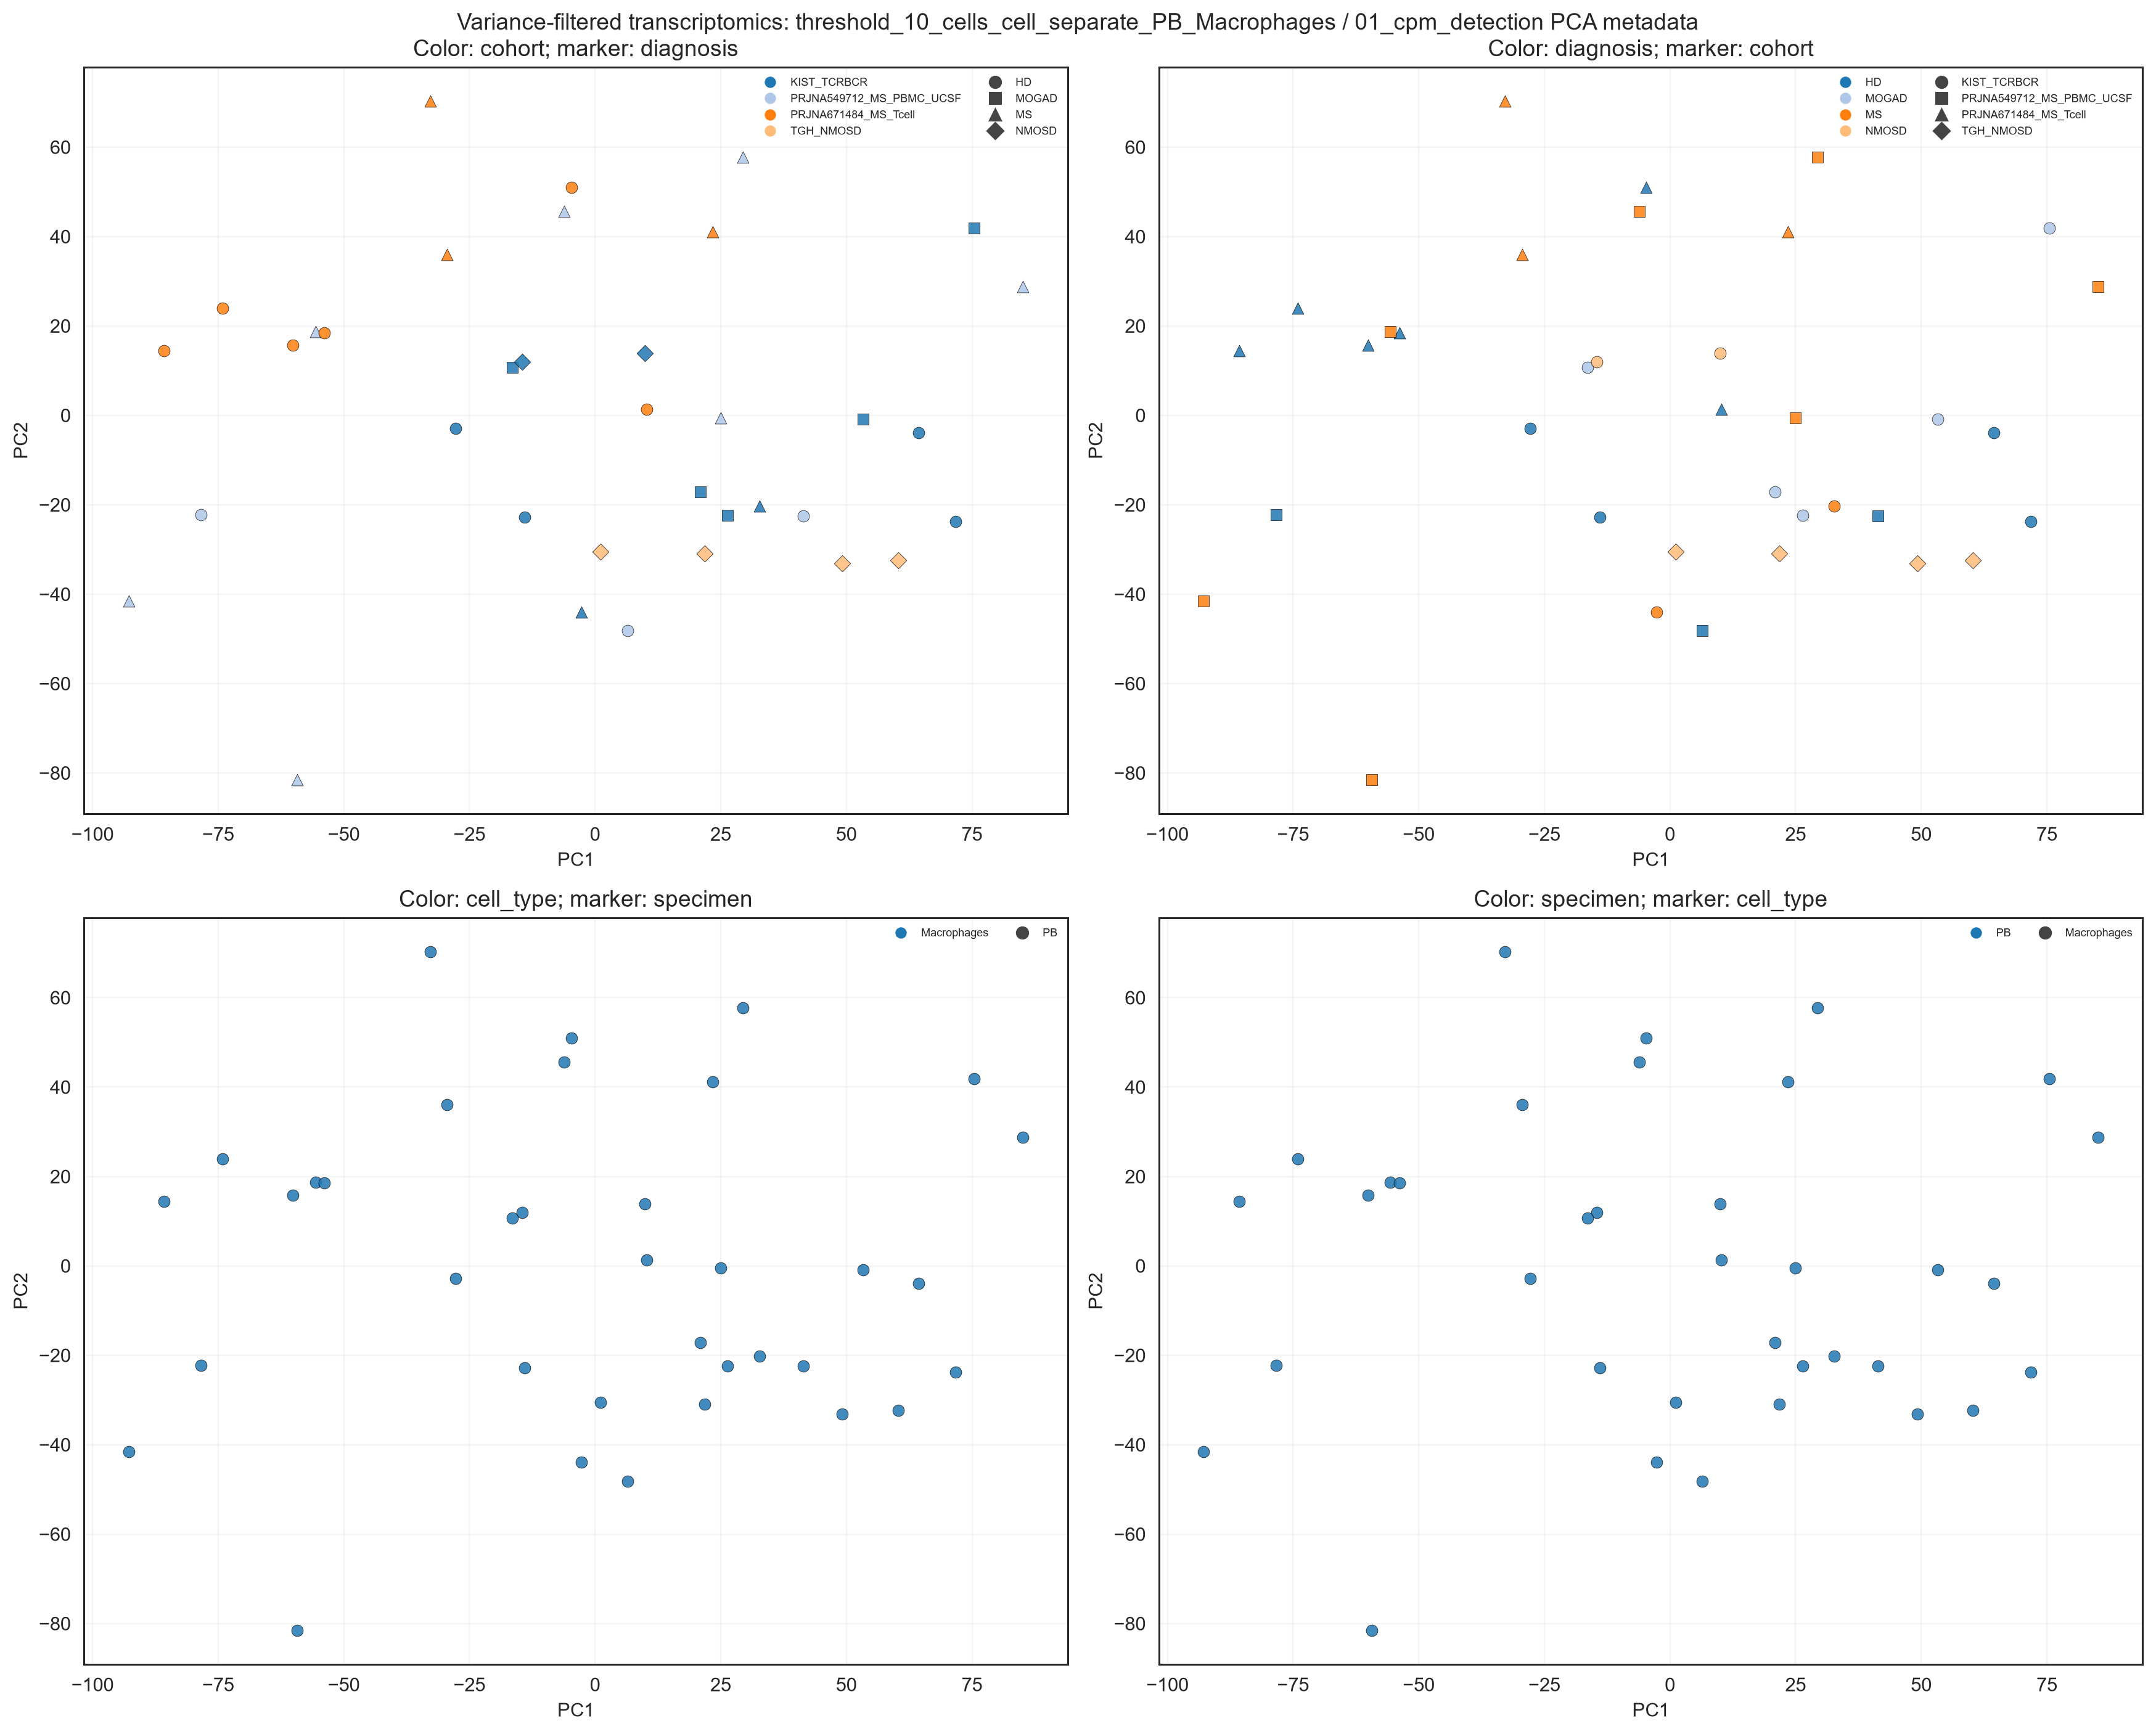 Variance-filtered transcriptomics: threshold_10_cells_cell_separate_PB_Macrophages / 01_cpm_detection PCA metadata
Color: cohort; marker: diagnosis
KIST_TCRBCR
PRJNA549712_MS_PBMC_UCSF
PRJNA671484_MS_Tcell
TGH_NMOSD
HD
MOGAD
MS
NMOSD
60
40
20
0
−20
−40
−60
−80
PC2
−100
−75
−50
−25
0
25
50
75
PC1
Color: diagnosis; marker: cohort
HD
MOGAD
MS
NMOSD
KIST_TCRBCR
PRJNA549712_MS_PBMC_UCSF
PRJNA671484_MS_Tcell
TGH_NMOSD
60
40
20
0
−20
−40
−60
−80
PC2
−100
−75
−50
−25
0
25
50
75
PC1
Color: cell_type; marker: specimen
Macrophages
PB
60
40
20
0
−20
−40
−60
−80
PC2
−100
−75
−50
−25
0
25
50
75
PC1
Color: specimen; marker: cell_type
PB
Macrophages
60
40
20
0
−20
−40
−60
−80
PC2
−100
−75
−50
−25
0
25
50
75
PC1